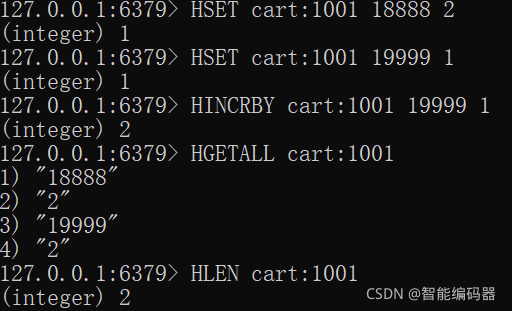 127.0.0.1:6379> HSET cart:1001 18888 2
(integer) 1
127.0.0.1:6379> HSET cart:1001 19999 1
(integer) 1
127.0.0.1:6379> HINCRBY cart:1001 19999 1
(integer) 2
127.0.0.1:6379> HGETALL cart:1001
1) "18888"
2) "2"
3) "19999"
4) "2"
127.0.0.1:6379> HLEN cart:1001
(integer) 2
CSDN @智能编码器